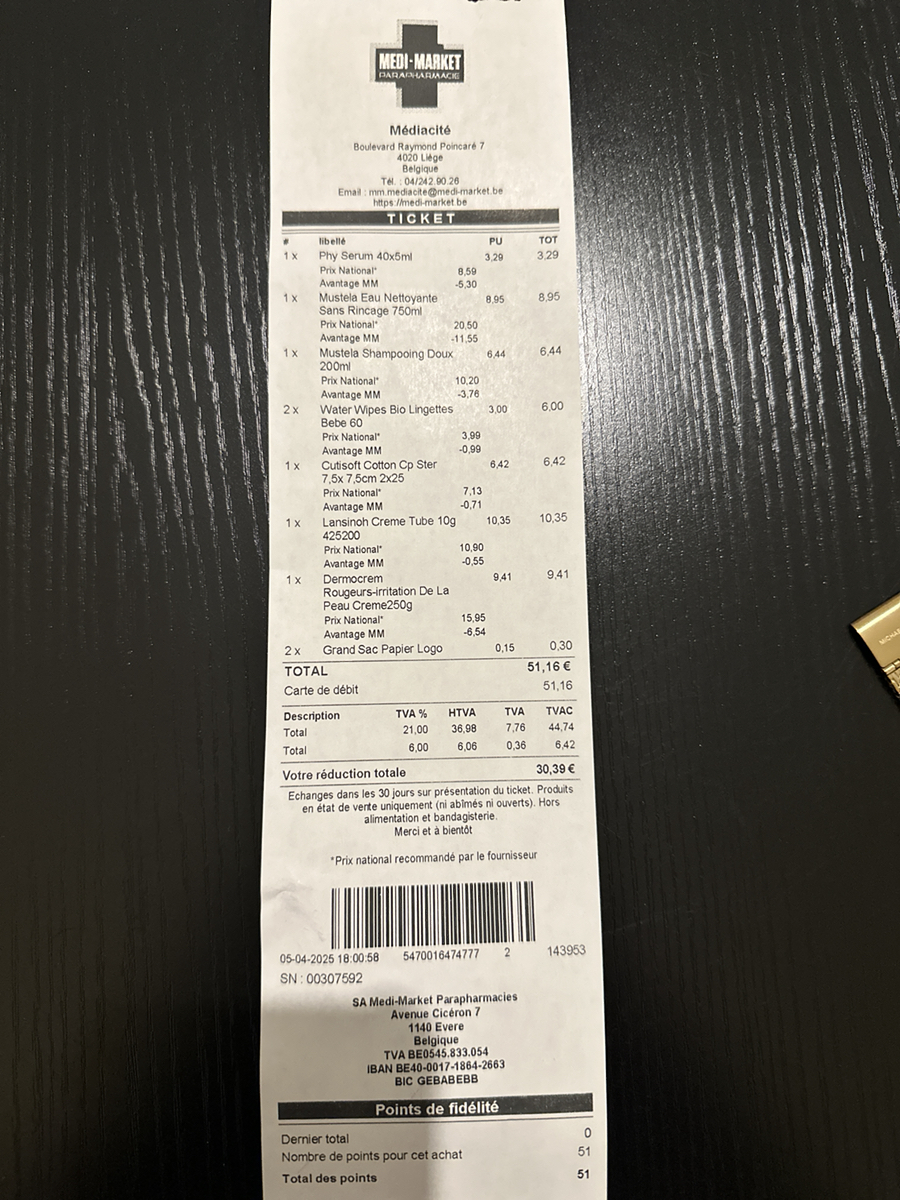 MEDI-MARKET
PARAPHARMACIE
Médiacité
Boulevard Raymond Poincaré 7
4020 Liège
Belgique
Tél. : 04/242.90.26
Email : mm.mediacite@medi-market.be
https://medi-market.be
TICKET
# libellé PU TOT
1 x Phy Serum 40x5ml 3,29 3,29
Prix National* 8,59
Avantage MM -5,30
1 x Mustela Eau Nettoyante 8,95 8,95
Sans Rincage 750ml
Prix National* 20,50
Avantage MM -11,55
1 x Mustela Shampooing Doux 6,44 6,44
200ml
Prix National* 10,20
Avantage MM -3,76
2 x Water Wipes Bio Lingettes 3,00 6,00
Bebe 60
Prix National* 3,99
Avantage MM -0,99
1 x Cutisoft Cotton Cp Ster 6,42 6,42
7,5x 7,5cm 2x25
Prix National* 7,13
Avantage MM -0,71
1 x Lansinoh Creme Tube 10g 10,35 10,35
425200
Prix National* 10,90
Avantage MM -0,55
1 x Dermocrem 9,41 9,41
Rougeurs-irritation De La
Peau Creme250g
Prix National* 15,95
Avantage MM -6,54
2 x Grand Sac Papier Logo 0,15 0,30
TOTAL 51,16 €
Carte de débit 51,16
Description TVA % HTVA TVA TVAC
Total 21,00 36,98 7,76 44,74
Total 6,00 6,06 0,36 6,42
Votre réduction totale 30,39 €
Echanges dans les 30 jours sur présentation du ticket. Produits
en état de vente uniquement (ni abîmés ni ouverts). Hors
alimentation et bandagisterie.
Merci et à bientôt
*Prix national recommandé par le fournisseur
05-04-2025 18:00:58 5470016474777 2 143953
SN : 00307592
SA Medi-Market Parapharmacies
Avenue Cicéron 7
1140 Evere
Belgique
TVA BE0545.833.054
IBAN BE40-0017-1864-2663
BIC GEBABEBB
Points de fidélité
Dernier total 0
Nombre de points pour cet achat 51
Total des points 51